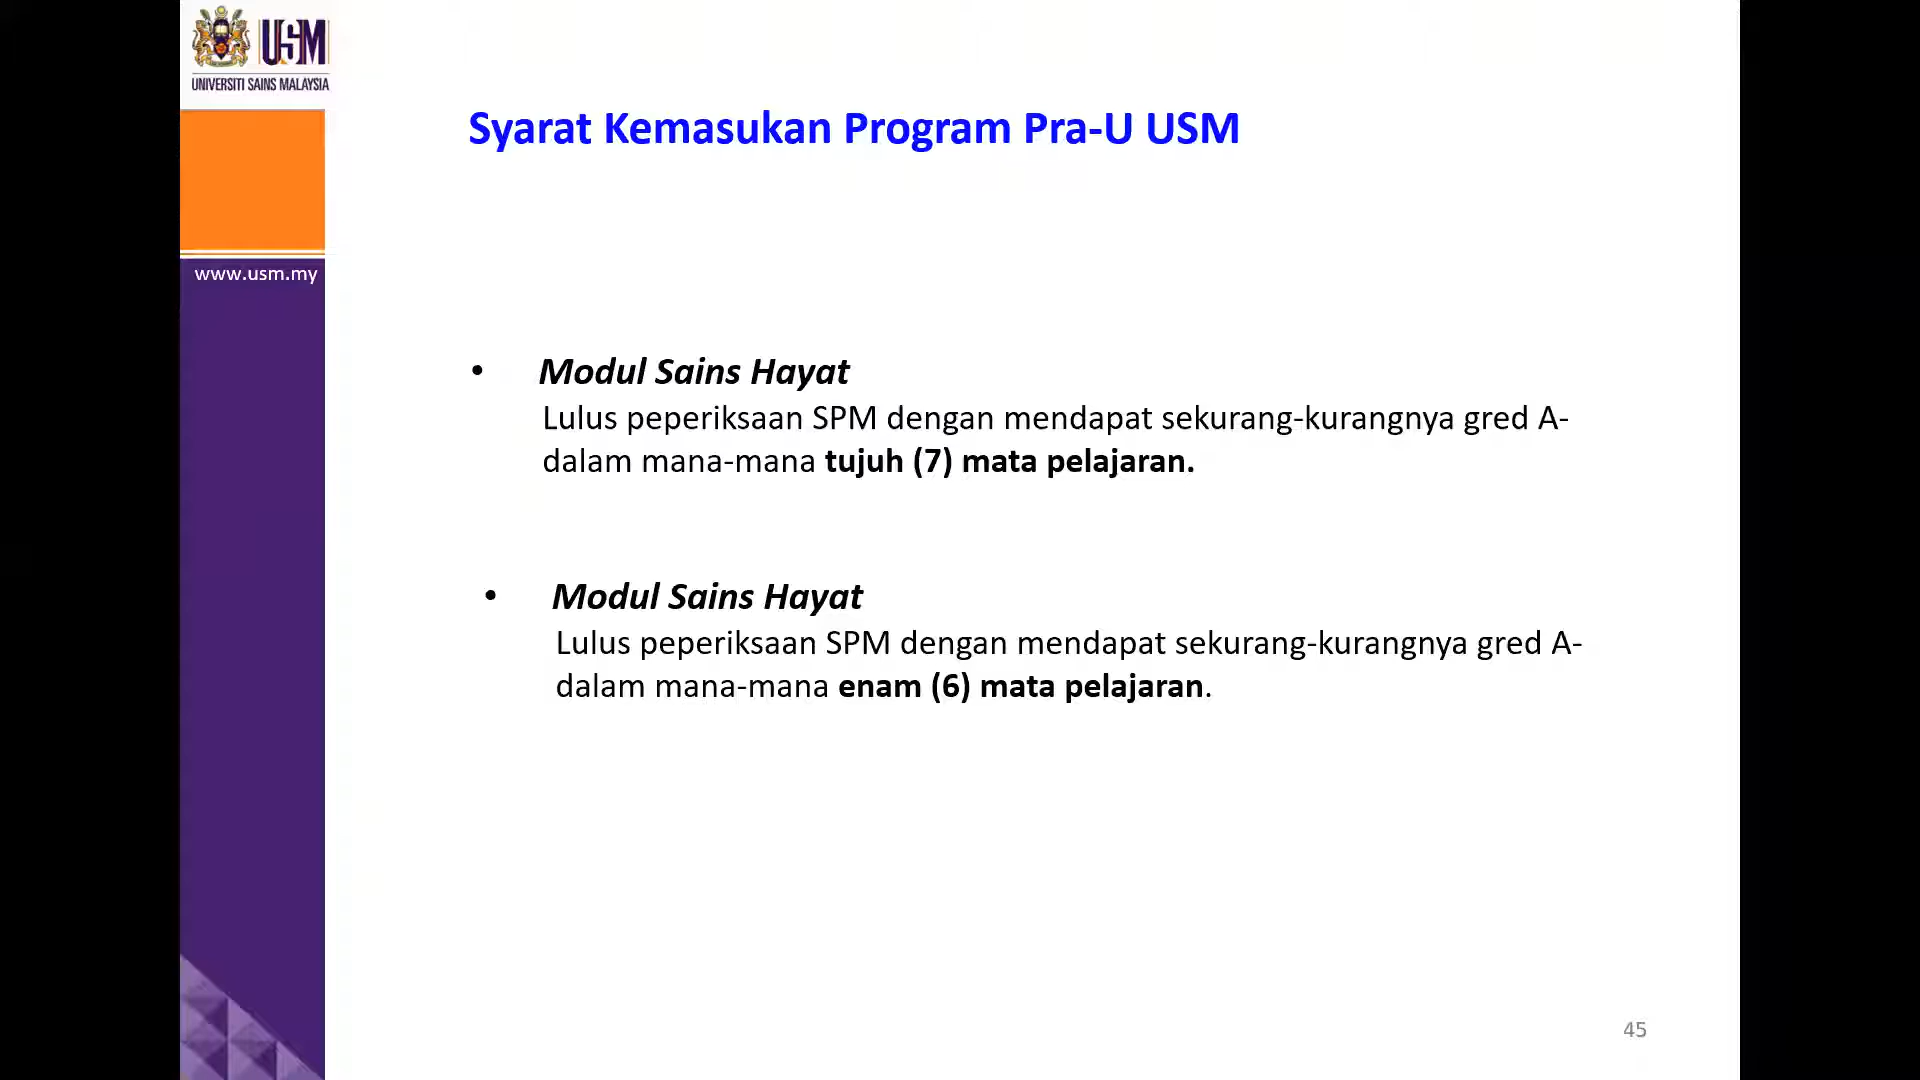 USM
UNIVERSITI SAINS MALAYSIA
Syarat Kemasukan Program Pra-U USM
www.usm.my
• Modul Sains Hayat
Lulus peperiksaan SPM dengan mendapat sekurang-kurangnya gred A-
dalam mana-mana tujuh (7) mata pelajaran.
• Modul Sains Hayat
Lulus peperiksaan SPM dengan mendapat sekurang-kurangnya gred A-
dalam mana-mana enam (6) mata pelajaran.
45